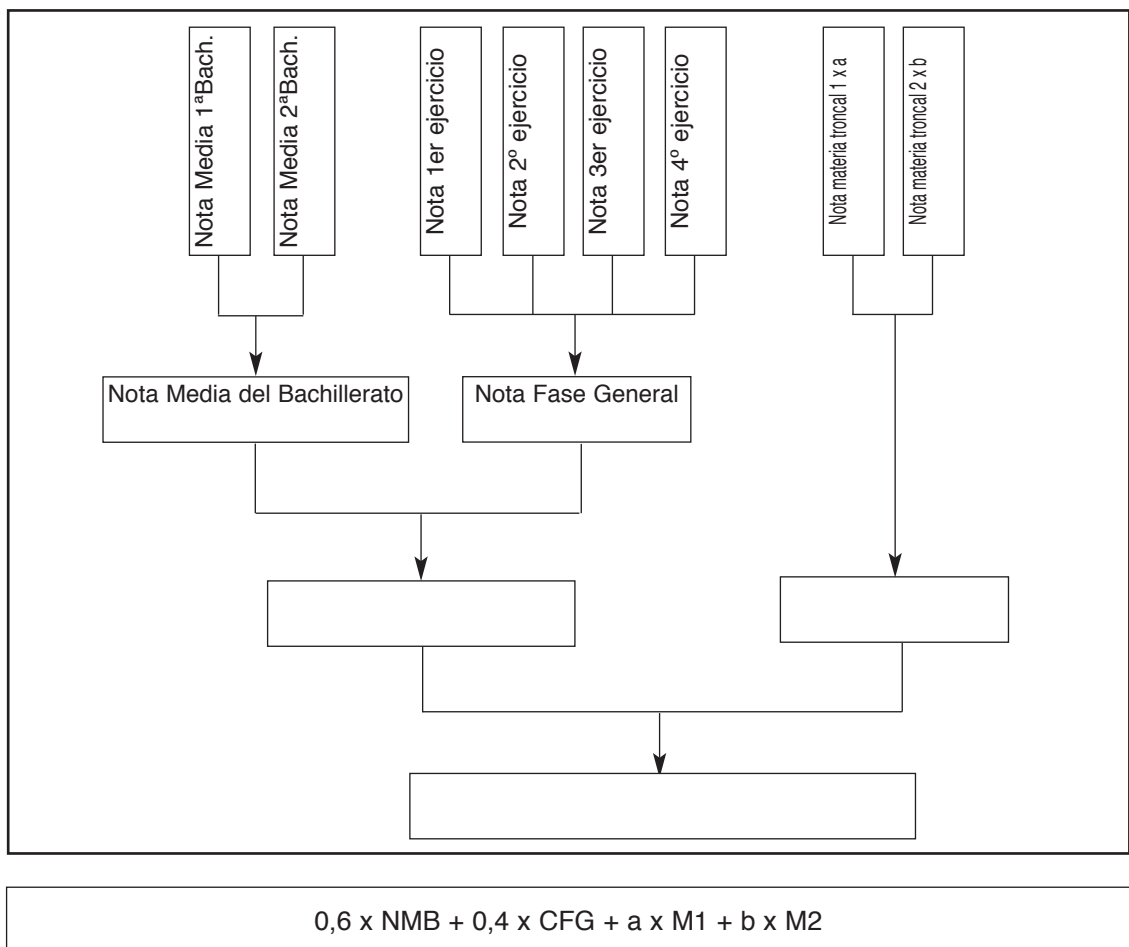 Nota Media 1ªBach.
Nota Media 2ªBach.
Nota 1er ejercicio
Nota 2º ejercicio
Nota 3er ejercicio
Nota 4º ejercicio
Nota materia troncal 1 x a
Nota materia troncal 2 x b
Nota Media del Bachillerato
Nota Fase General
0,6 x NMB + 0,4 x CFG + a x M1 + b x M2